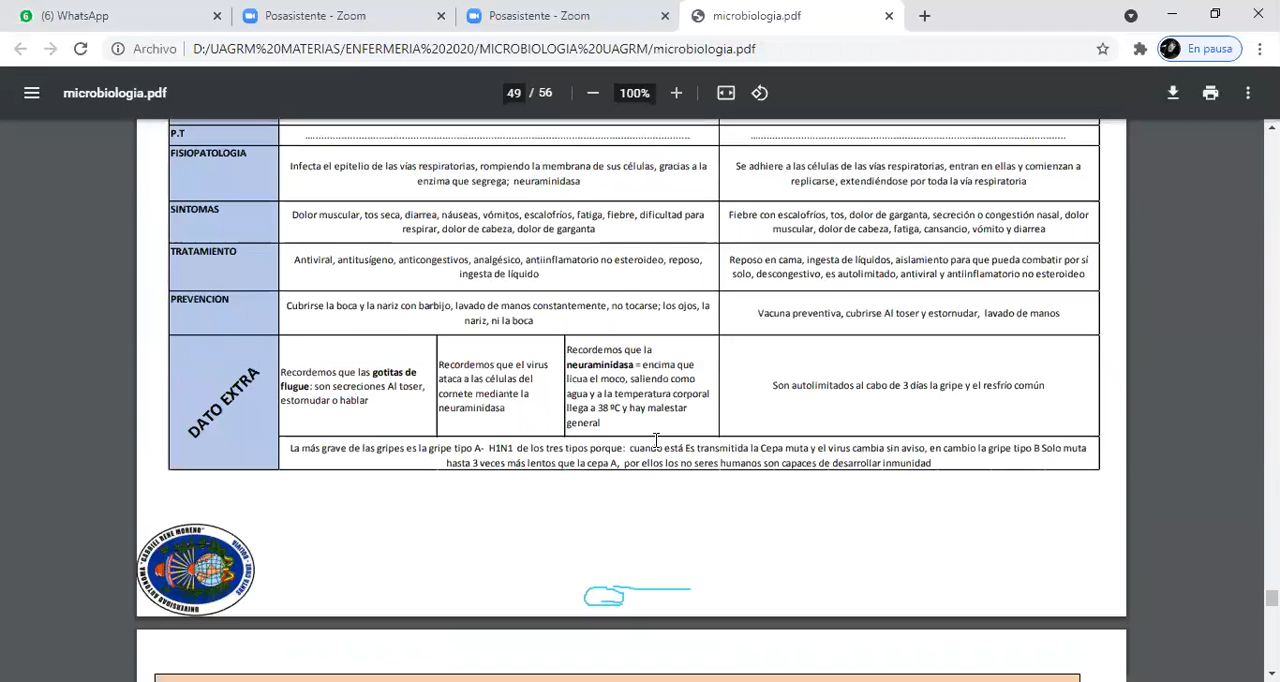 (6) WhatsApp
Posasistente - Zoom
Posasistente - Zoom
microbiologia.pdf
Archivo
D:/UAGRM%20MATERIAS/ENFERMERIA%202020/MICROBIOLOGIA%20UAGRM/microbiologia.pdf
En pausa
microbiologia.pdf
49 / 56
100%
P.T
FISIOPATOLOGIA
Infecta el epitelio de las vías respiratorias, rompiendo la membrana de sus células, gracias a la
enzima que segrega; neuraminidasa
Se adhiere a las células de las vías respiratorias, entran en ellas y comienzan a
replicarse, extendiéndose por toda la vía respiratoria
SINTOMAS
Dolor muscular, tos seca, diarrea, náuseas, vómitos, escalofríos, fatiga, fiebre, dificultad para
respirar, dolor de cabeza, dolor de garganta
Fiebre con escalofríos, tos, dolor de garganta, secreción o congestión nasal, dolor
muscular, dolor de cabeza, fatiga, cansancio, vómito y diarrea
TRATAMIENTO
Antiviral, antitusígeno, anticongestivos, analgésico, antiinflamatorio no esteroideo, reposo,
ingesta de líquido
Reposo en cama, ingesta de líquidos, aislamiento para que pueda combatir por sí
solo, descongestivo, es autolimitado, antiviral y antiinflamatorio no esteroideo
PREVENCION
Cubrirse la boca y la nariz con barbijo, lavado de manos constantemente, no tocarse; los ojos, la
nariz, ni la boca
Vacuna preventiva, cubrirse Al toser y estornudar, lavado de manos
DATO EXTRA
Recordemos que las gotitas de
flugue: son secreciones Al toser,
estornudar o hablar
Recordemos que el virus
ataca a las células del
cornete mediante la
neuraminidasa
Recordemos que la
neuraminidasa = encima que
licua el moco, saliendo como
agua y a la temperatura corporal
llega a 38 ºC y hay malestar
general
Son autolimitados al cabo de 3 días la gripe y el resfrío común
La más grave de las gripes es la gripe tipo A- H1N1 de los tres tipos porque: cuando está Es transmitida la Cepa muta y el virus cambia sin aviso, en cambio la gripe tipo B Solo muta
hasta 3 veces más lentos que la cepa A, por ellos los no seres humanos son capaces de desarrollar inmunidad
UNIVERSIDAD AUTONOMA "GABRIEL RENE MORENO"